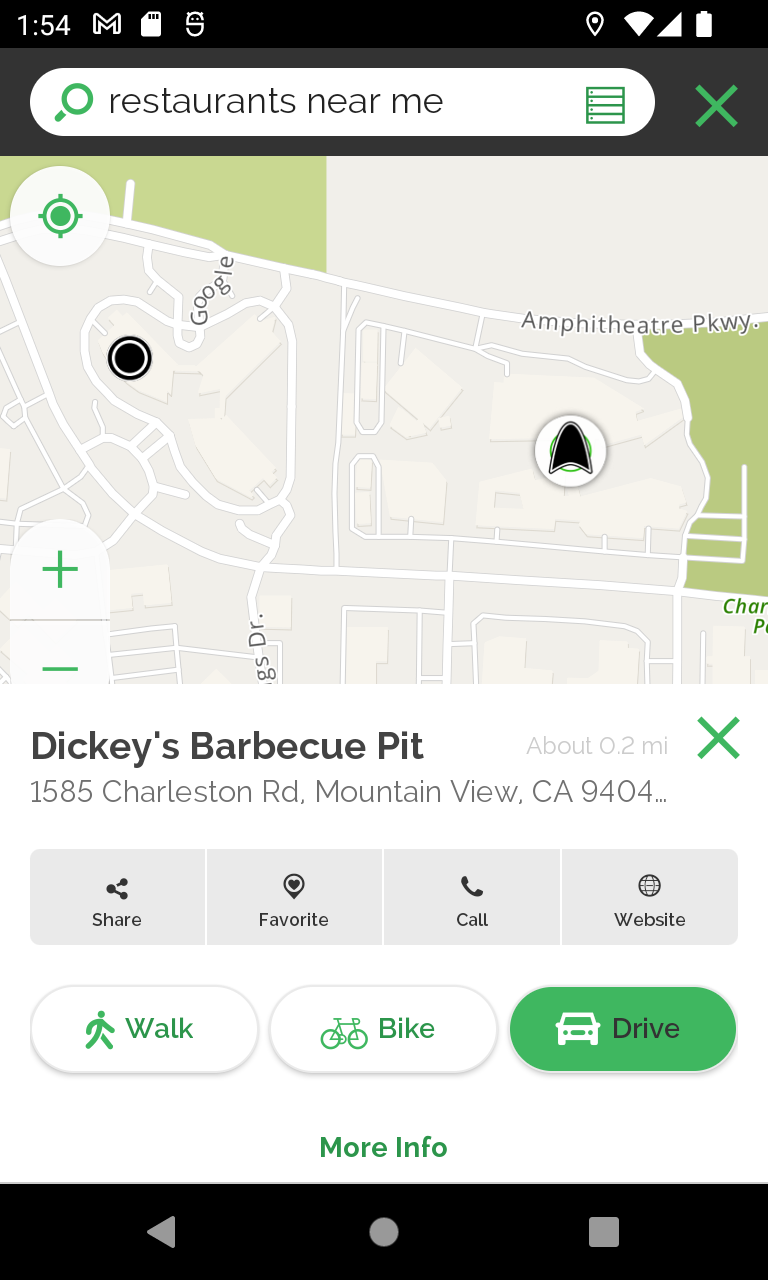 1:54
restaurants near me
Google
Amphitheatre Pkwy.
gs Dr.
Char
P
Dickey's Barbecue Pit
About 0.2 mi
1585 Charleston Rd, Mountain View, CA 9404...
Share
Favorite
Call
Website
Walk
Bike
Drive
More Info